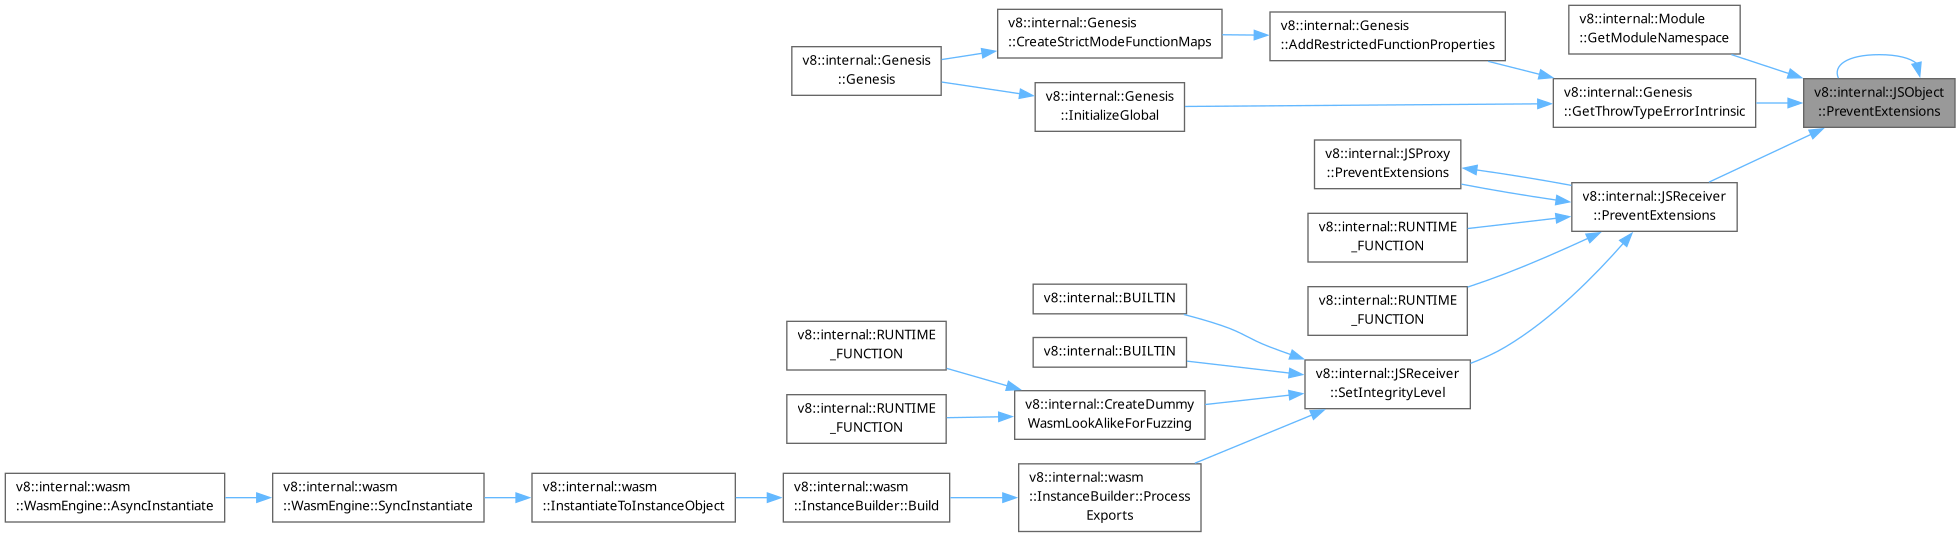 v8::internal::Genesis
::CreateStrictModeFunctionMaps
v8::internal::Genesis
::AddRestrictedFunctionProperties
v8::internal::Module
::GetModuleNamespace
v8::internal::Genesis
::Genesis
v8::internal::Genesis
::InitializeGlobal
v8::internal::Genesis
::GetThrowTypeErrorIntrinsic
v8::internal::JSObject
::PreventExtensions
v8::internal::JSProxy
::PreventExtensions
v8::internal::JSReceiver
::PreventExtensions
v8::internal::RUNTIME
_FUNCTION
v8::internal::RUNTIME
_FUNCTION
v8::internal::BUILTIN
v8::internal::BUILTIN
v8::internal::JSReceiver
::SetIntegrityLevel
v8::internal::RUNTIME
_FUNCTION
v8::internal::RUNTIME
_FUNCTION
v8::internal::CreateDummy
WasmLookAlikeForFuzzing
v8::internal::wasm
::WasmEngine::AsyncInstantiate
v8::internal::wasm
::WasmEngine::SyncInstantiate
v8::internal::wasm
::InstantiateToInstanceObject
v8::internal::wasm
::InstanceBuilder::Build
v8::internal::wasm
::InstanceBuilder::Process
Exports